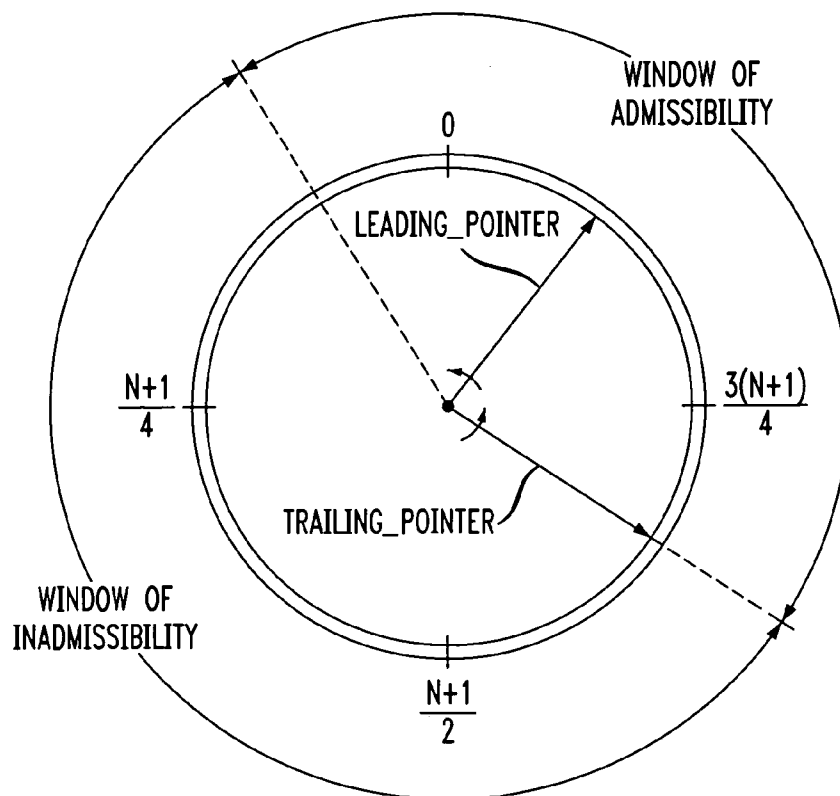 WINDOW OF
ADMISSIBILITY
0
LEADING_POINTER
N+1
4
3(N+1)
4
TRAILING_POINTER
WINDOW OF
INADMISSIBILITY
N+1
2